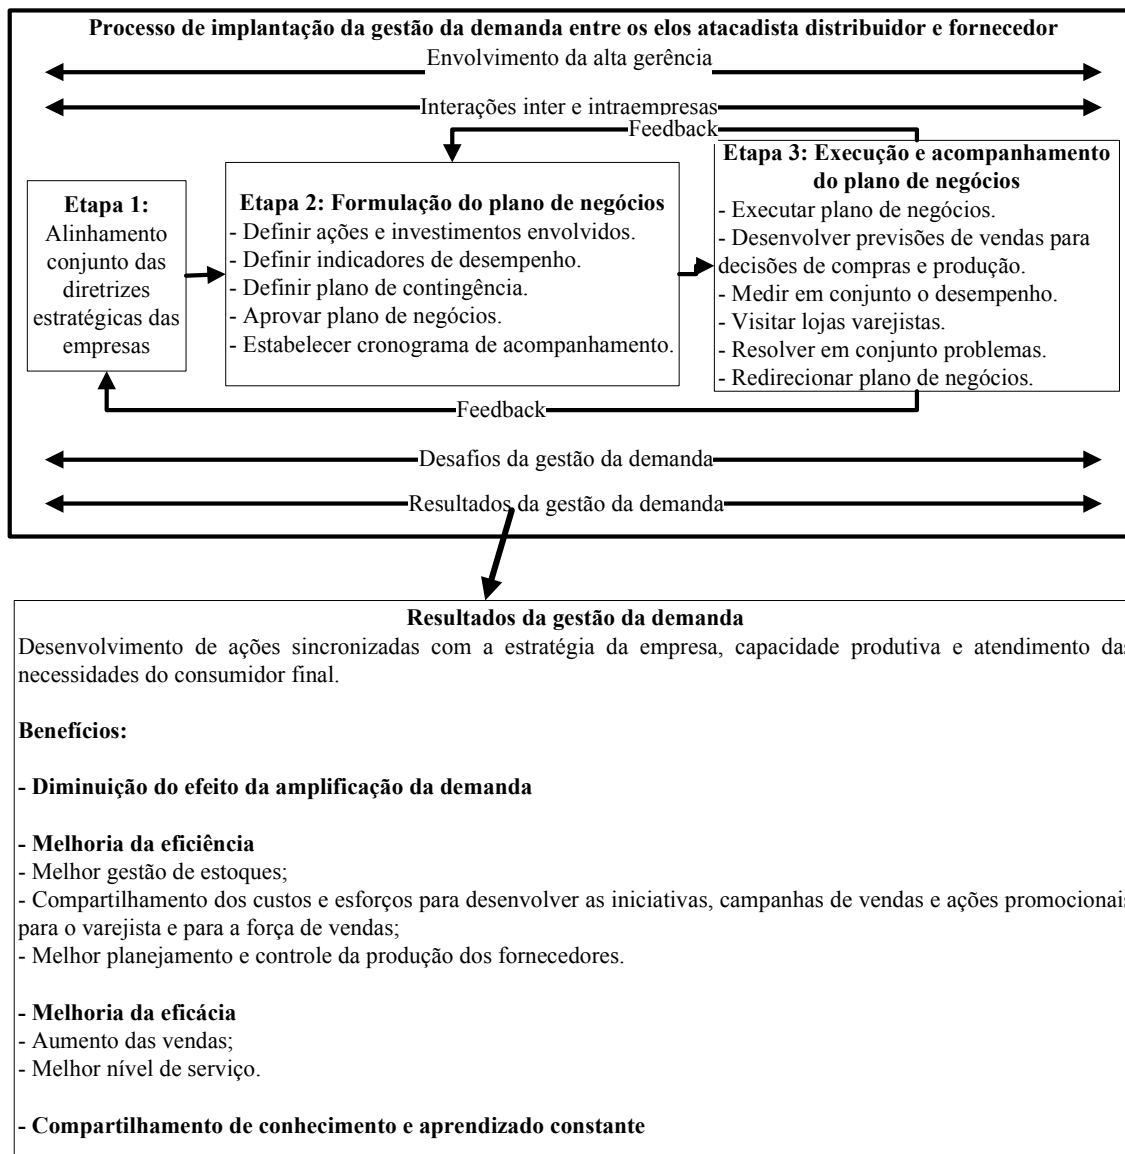 Processo de implantação da gestão da demanda entre os elos atacadista distribuidor e fornecedor
Envolvimento da alta gerência
Interações inter e intraempresas
Feedback
Etapa 1:
Alinhamento
conjunto das
diretrizes
estratégicas das
empresas
Etapa 2: Formulação do plano de negócios
- Definir ações e investimentos envolvidos.
- Definir indicadores de desempenho.
- Definir plano de contingência.
- Aprovar plano de negócios.
- Estabelecer cronograma de acompanhamento.
Etapa 3: Execução e acompanhamento
do plano de negócios
- Executar plano de negócios.
- Desenvolver previsões de vendas para
decisões de compras e produção.
- Medir em conjunto o desempenho.
- Visitar lojas varejistas.
- Resolver em conjunto problemas.
- Redirecionar plano de negócios.
Feedback
Desafios da gestão da demanda
Resultados da gestão da demanda
Resultados da gestão da demanda
Desenvolvimento de ações sincronizadas com a estratégia da empresa, capacidade produtiva e atendimento das
necessidades do consumidor final.
Benefícios:
- Diminuição do efeito da amplificação da demanda
- Melhoria da eficiência
- Melhor gestão de estoques;
- Compartilhamento dos custos e esforços para desenvolver as iniciativas, campanhas de vendas e ações promocionais
para o varejista e para a força de vendas;
- Melhor planejamento e controle da produção dos fornecedores.
- Melhoria da eficácia
- Aumento das vendas;
- Melhor nível de serviço.
- Compartilhamento de conhecimento e aprendizado constante